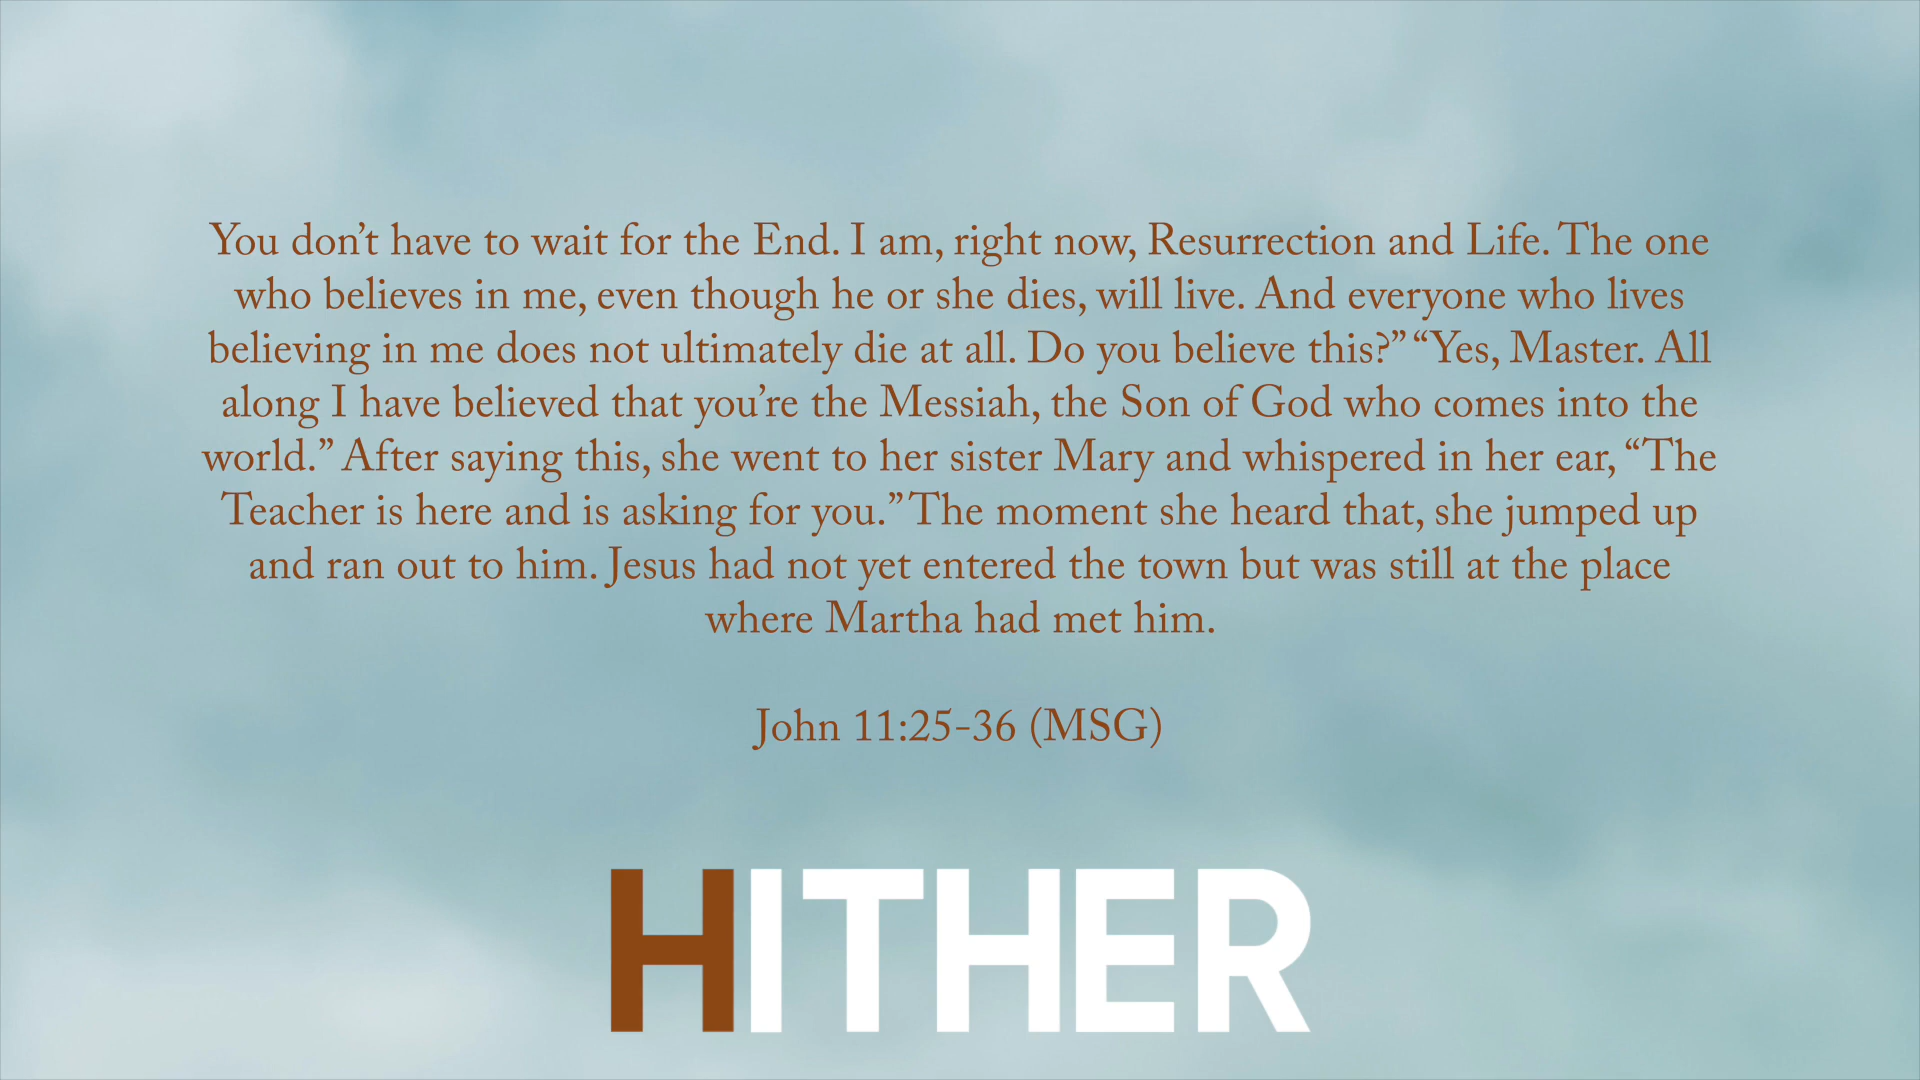 You don’t have to wait for the End. I am, right now, Resurrection and Life. The one
who believes in me, even though he or she dies, will live. And everyone who lives
believing in me does not ultimately die at all. Do you believe this?” “Yes, Master. All
along I have believed that you’re the Messiah, the Son of God who comes into the
world.” After saying this, she went to her sister Mary and whispered in her ear, “The
Teacher is here and is asking for you.” The moment she heard that, she jumped up
and ran out to him. Jesus had not yet entered the town but was still at the place
where Martha had met him.
John 11:25-36 (MSG)
HITHER